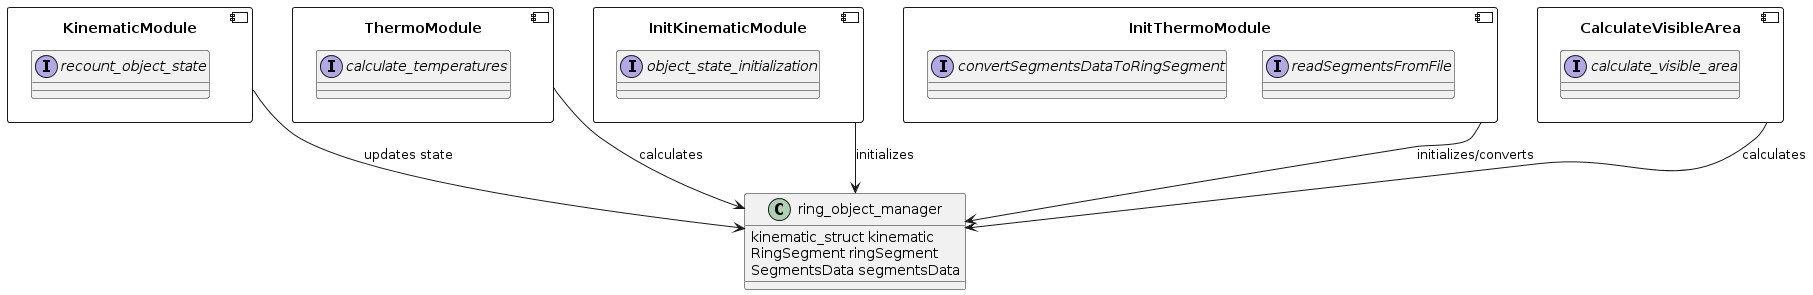 KinematicModule
I recount_object_state
ThermoModule
I calculate_temperatures
InitKinematicModule
I object_state_initialization
InitThermoModule
I convertSegmentsDataToRingSegment
I readSegmentsFromFile
CalculateVisibleArea
I calculate_visible_area
updates state
calculates
initializes
initializes/converts
calculates
C ring_object_manager
kinematic_struct kinematic
RingSegment ringSegment
SegmentsData segmentsData